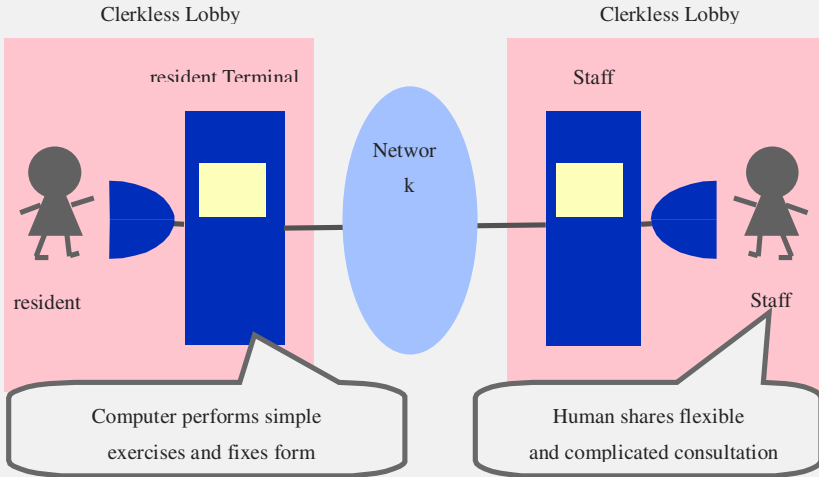 Clerkless Lobby
Clerkless Lobby
resident Terminal
Staff
Networ
k
resident
Staff
Computer performs simple
exercises and fixes form
Human shares flexible
and complicated consultation